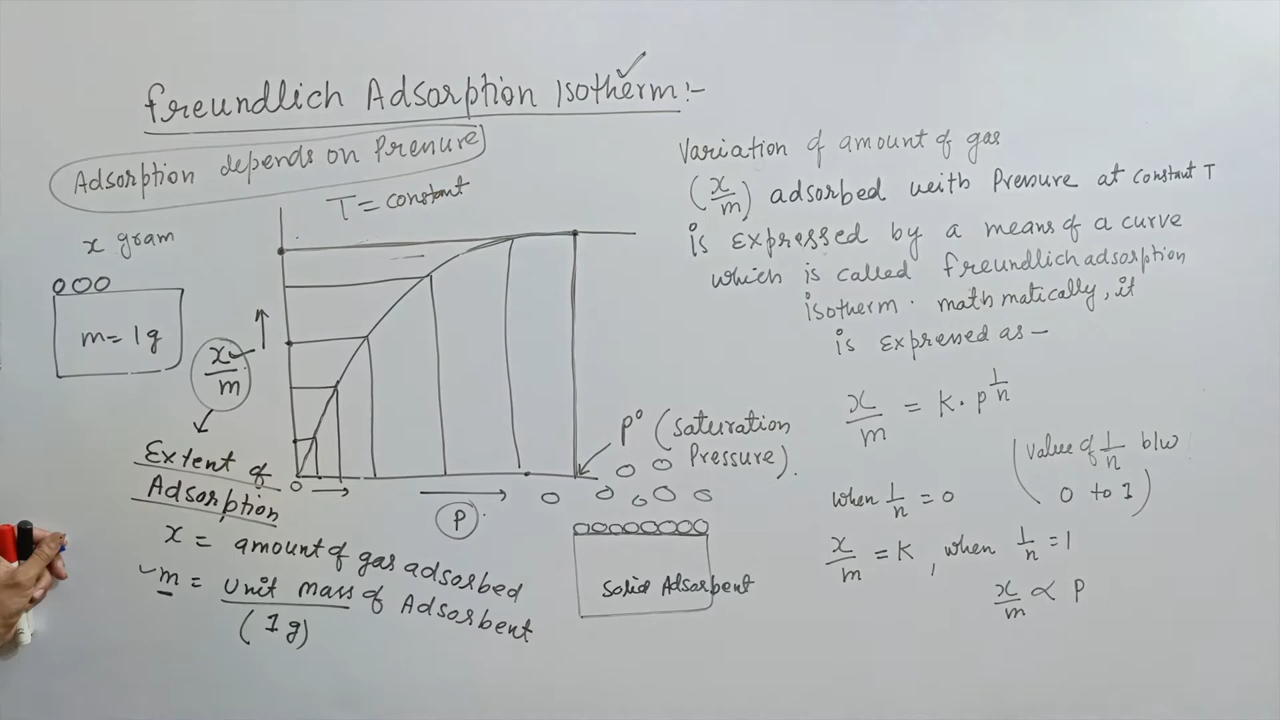 Freundlich Adsorption Isotherm:-
Adsorption depends on Pressure
T = constant
x gram
m = 1g
x/m
Extent of
Adsorption
0
P
P° (Saturation
Pressure).
x = amount of gas adsorbed
m = Unit mass of Adsorbent
(1g)
Solid Adsorbent
Variation of amount of gas
(x/m) adsorbed with Pressure at constant T
is expressed by a means of a curve
which is called freundlich adsorption
isotherm. mathmatically, it
is expressed as –
x/m = K. P^1/n
(Value of 1/n b/w
0 to 1)
when 1/n = 0
x/m = K, when 1/n = 1
x/m ∝ P